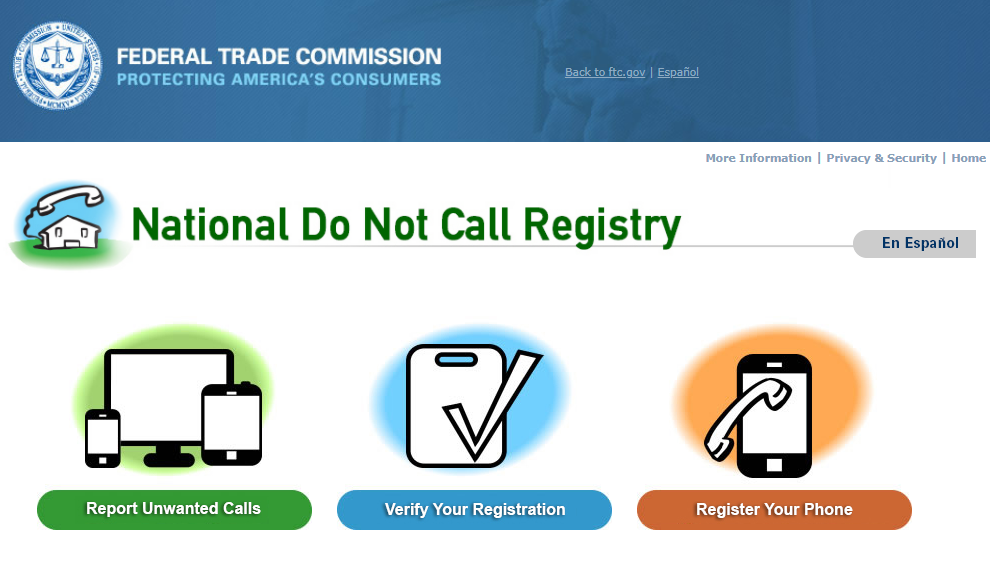 FEDERAL TRADE COMMISSION
PROTECTING AMERICA'S CONSUMERS
Back to ftc.gov | Español
More Information | Privacy & Security | Home
National Do Not Call Registry
En Español
Report Unwanted Calls
Verify Your Registration
Register Your Phone